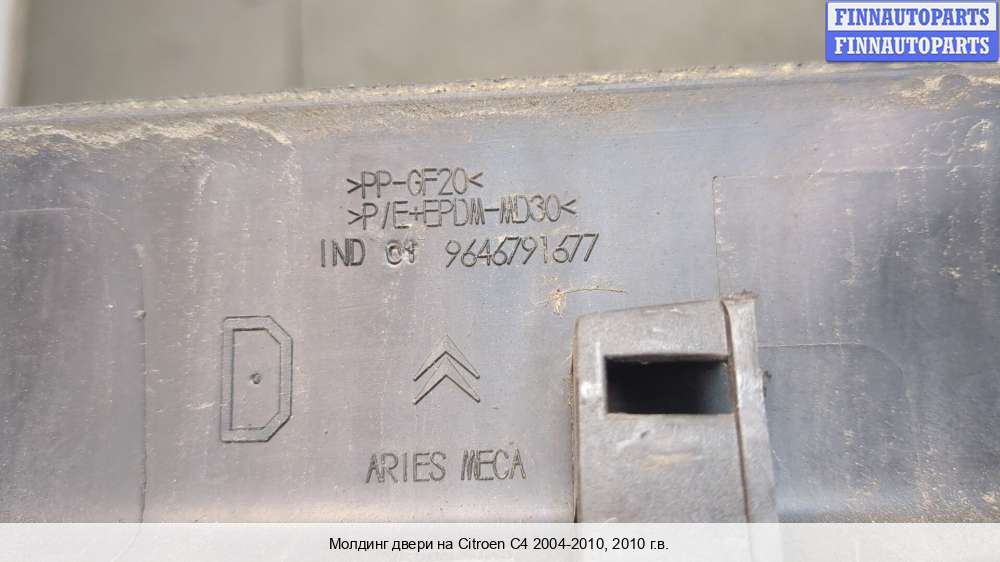 FINNAUTOPARTS
FINNAUTOPARTS
>PP-GF20<
>P/E+EPDM-MD30<
IND 01 9646791677
D
ARIES MECA
Молдинг двери на Citroen C4 2004-2010, 2010 г.в.